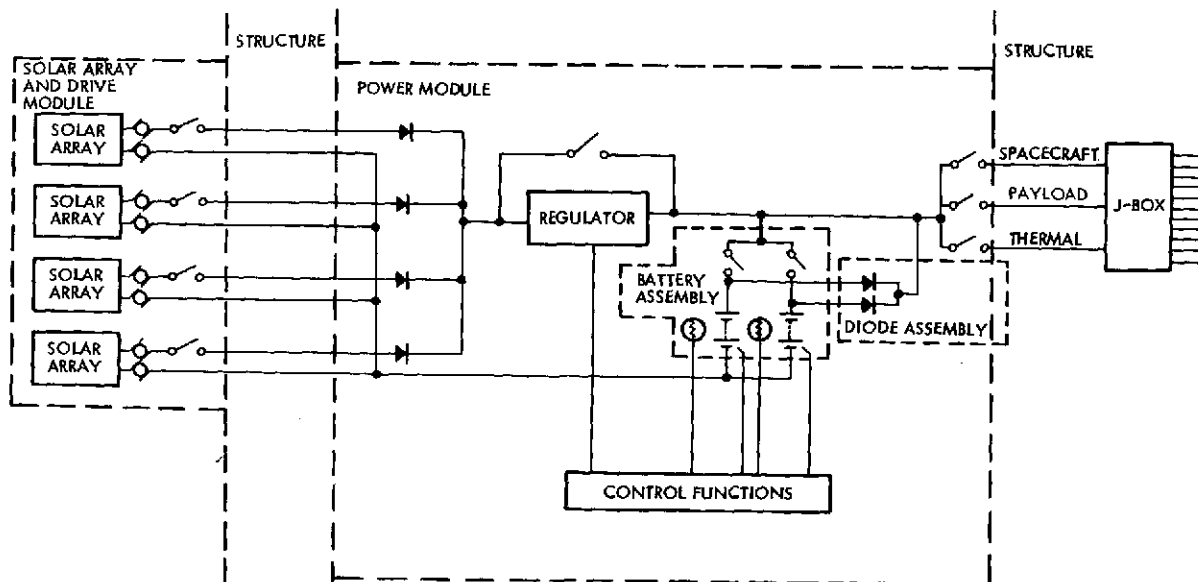 STRUCTURE
STRUCTURE
SOLAR ARRAY
AND DRIVE
MODULE
POWER MODULE
SOLAR
ARRAY
SOLAR
ARRAY
SOLAR
ARRAY
SOLAR
ARRAY
REGULATOR
SPACECRAFT
PAYLOAD
THERMAL
J-BOX
BATTERY
ASSEMBLY
DIODE ASSEMBLY
CONTROL FUNCTIONS